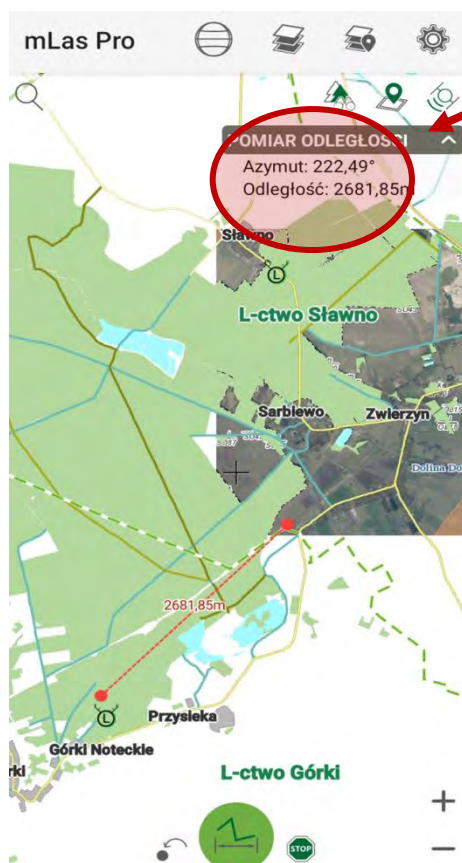 mLas Pro
POMIAR ODLEGŁOŚCI
Azymut: 222,49°
Odległość: 2681,85m
Sławno
L-ctwo Sławno
Sarbiewo
Zwierzyn
2681,85m
L
Przysieka
Górki Noteckie
L-ctwo Górki
STOP